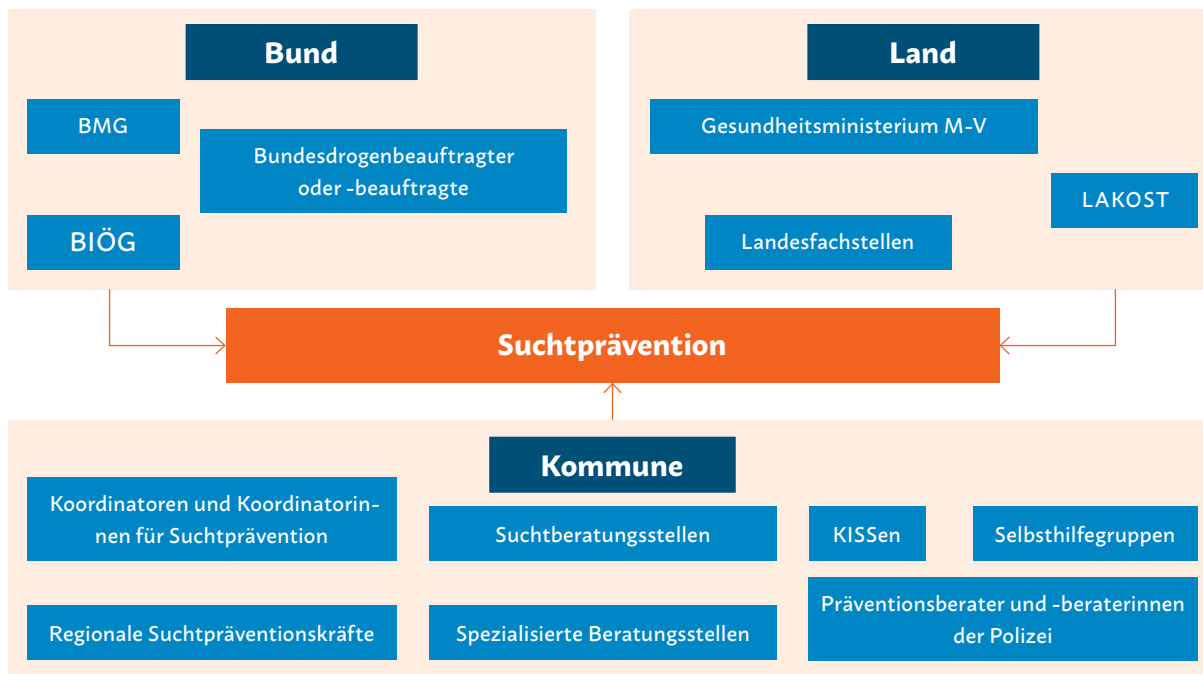 Bund
BMG
Bundesdrogenbeauftragter
oder -beauftragte
BIÖG
Land
Gesundheitsministerium M-V
LAKOST
Landesfachstellen
Suchtprävention
Kommune
Koordinatoren und Koordinatorin-
nen für Suchtprävention
Suchtberatungsstellen
KISSen
Selbsthilfegruppen
Regionale Suchtpräventionskräfte
Spezialisierte Beratungsstellen
Präventionsberater und -beraterinnen
der Polizei